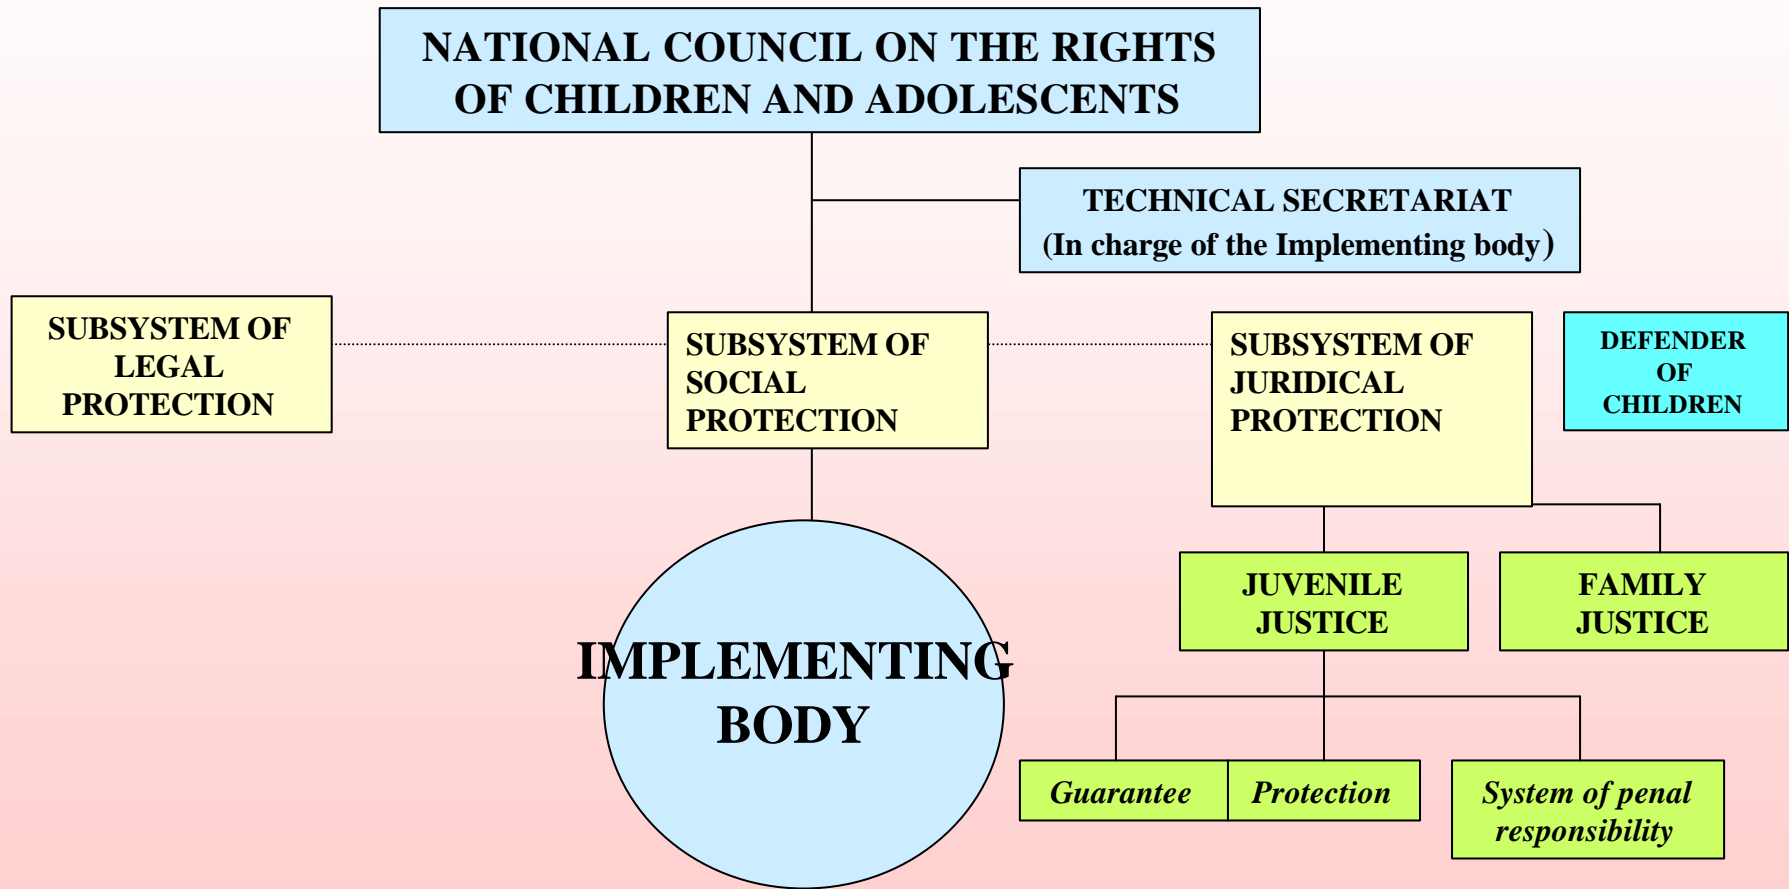 NATIONAL COUNCIL ON THE RIGHTS
OF CHILDREN AND ADOLESCENTS
TECHNICAL SECRETARIAT
(In charge of the Implementing body)
SUBSYSTEM OF
LEGAL
PROTECTION
SUBSYSTEM OF
SOCIAL
PROTECTION
SUBSYSTEM OF
JURIDICAL
PROTECTION
DEFENDER
OF
CHILDREN
JUVENILE
JUSTICE
FAMILY
JUSTICE
IMPLEMENTING
BODY
Guarantee
Protection
System of penal
responsibility